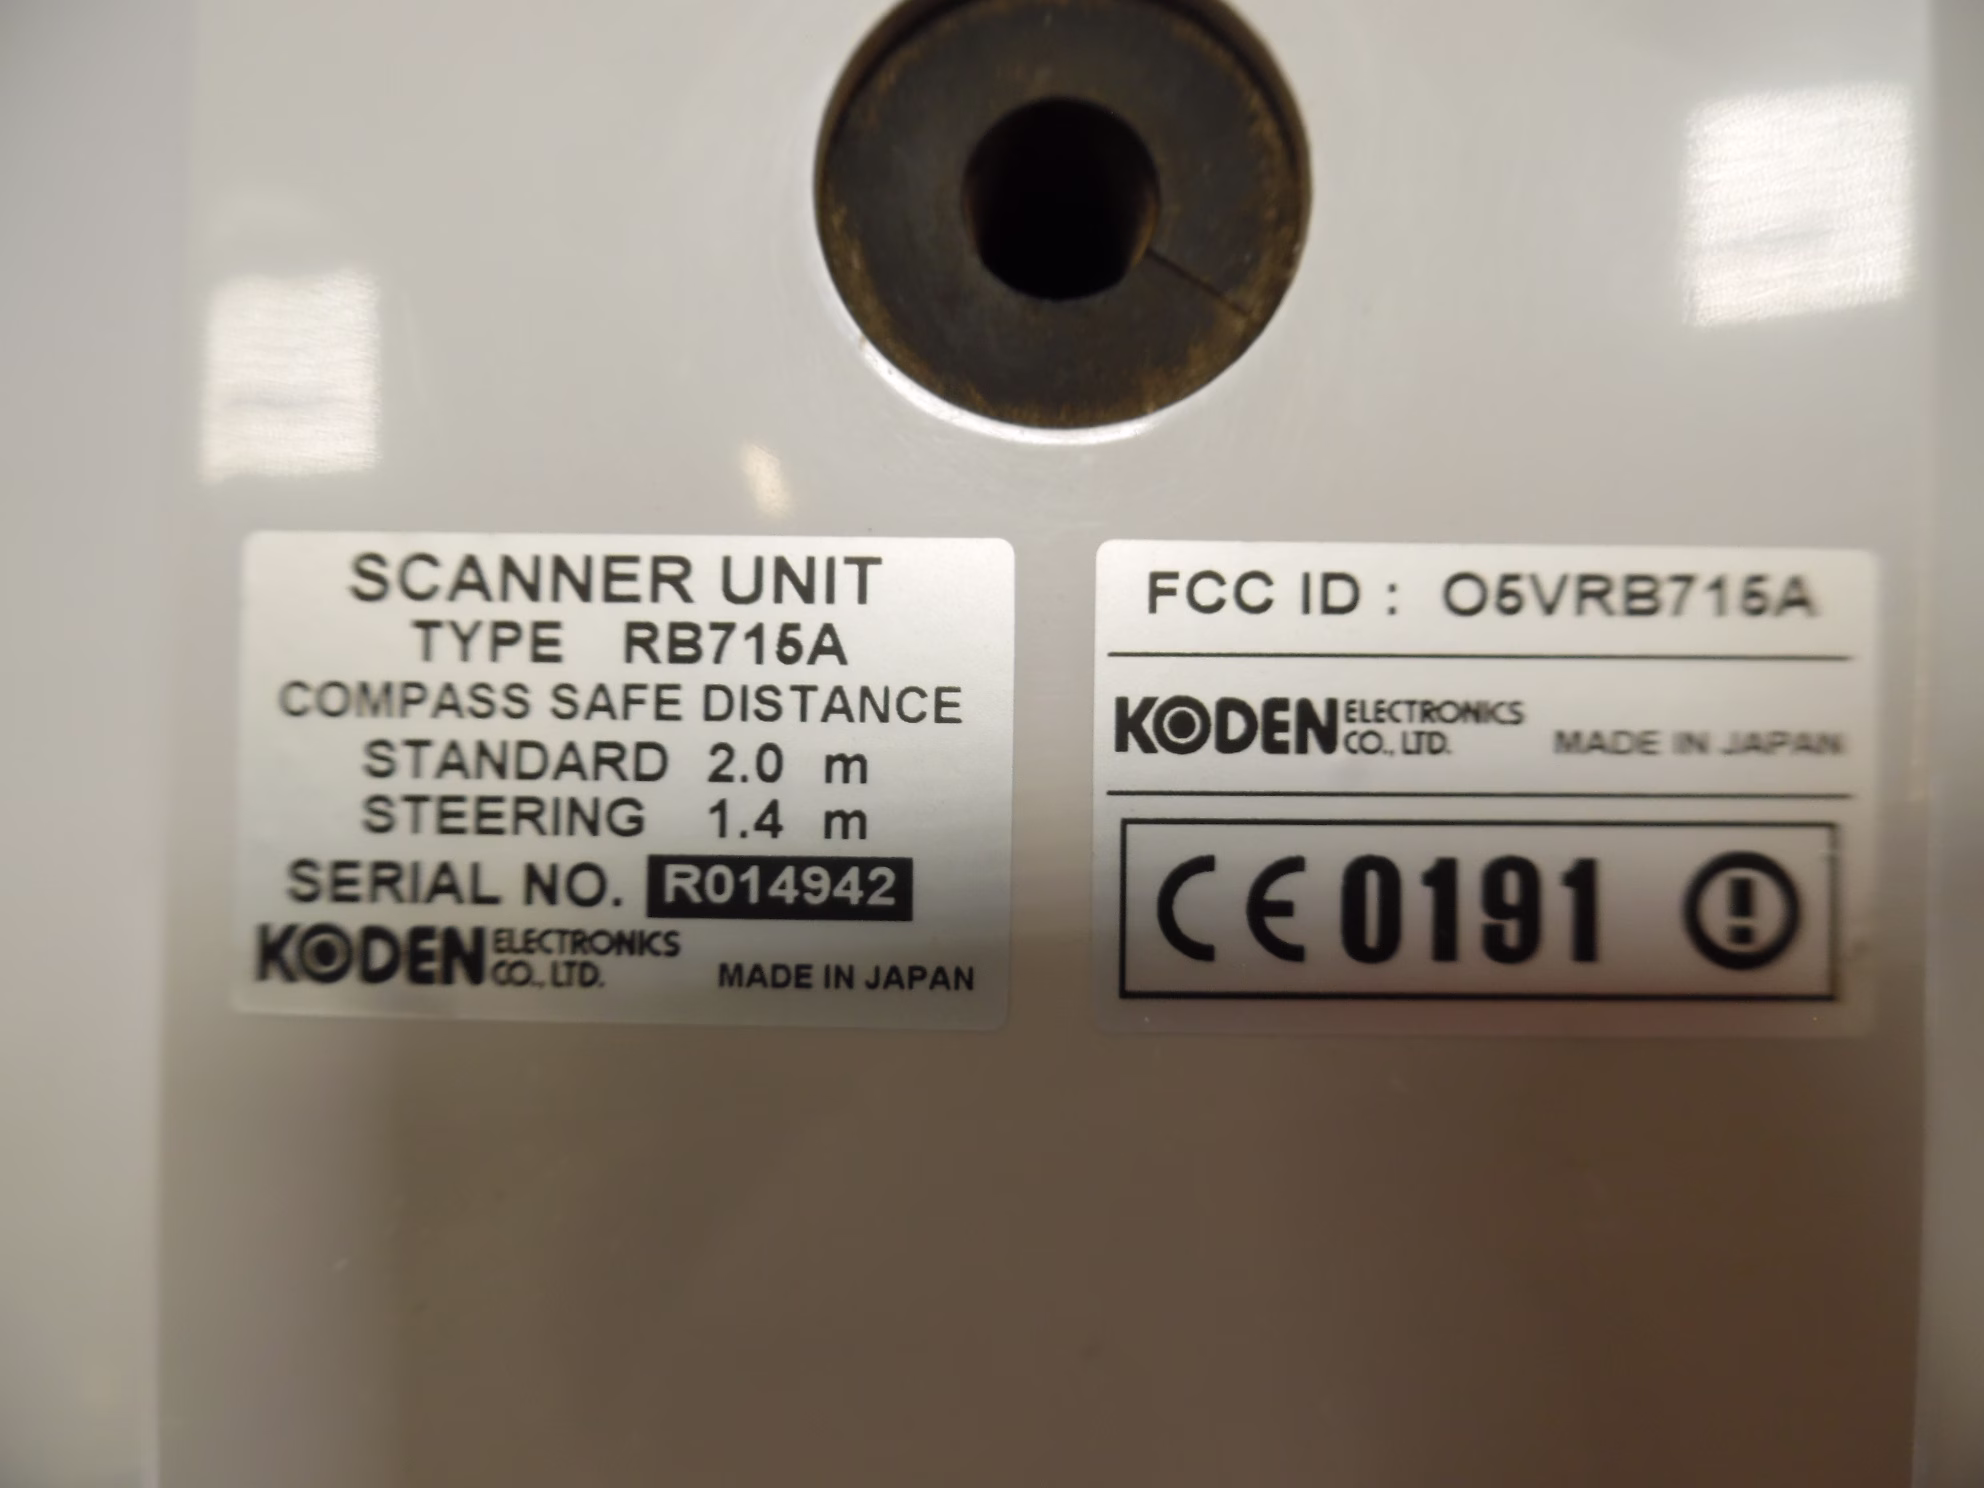 SCANNER UNIT
TYPE RB715A
COMPASS SAFE DISTANCE
STANDARD 2.0 m
STEERING 1.4 m
SERIAL NO. R014942
KODEN ELECTRONICS CO., LTD. MADE IN JAPAN
FCC ID : O5VRB715A
KODEN ELECTRONICS CO., LTD. MADE IN JAPAN
CE 0191